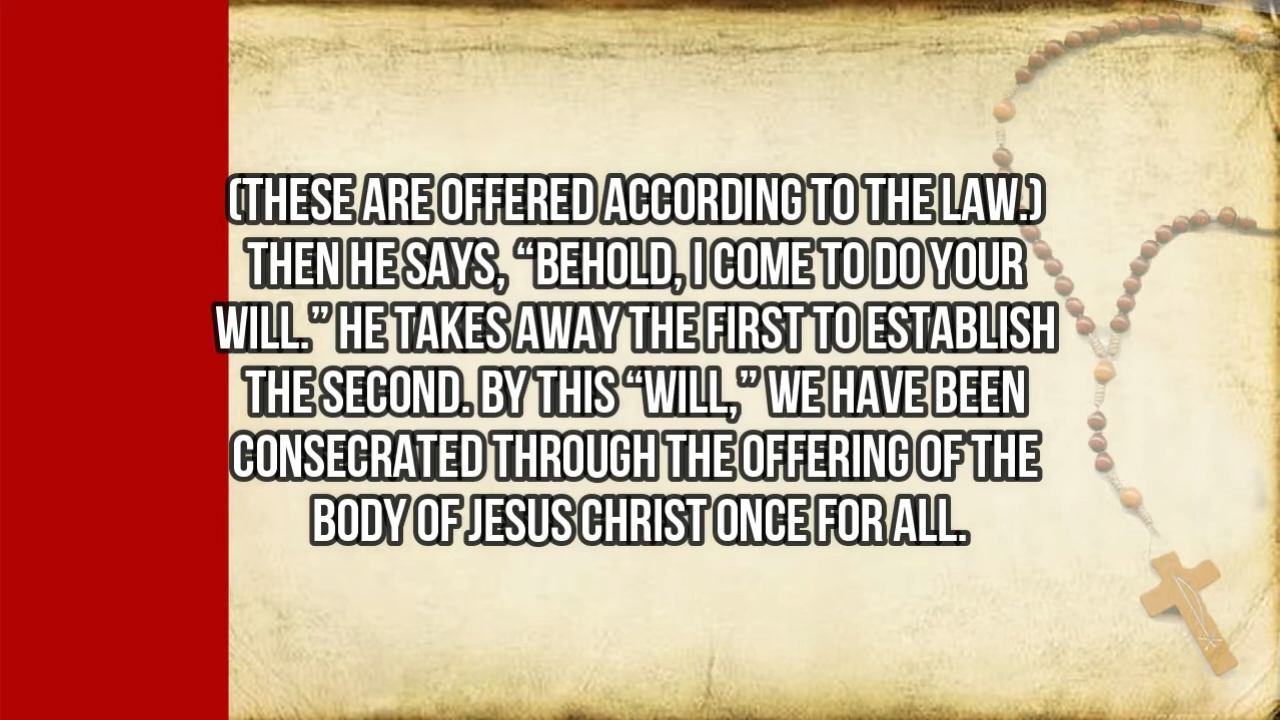 (THESE ARE OFFERED ACCORDING TO THE LAW.)
THEN HE SAYS, “BEHOLD, I COME TO DO YOUR
WILL.” HE TAKES AWAY THE FIRST TO ESTABLISH
THE SECOND. BY THIS “WILL,” WE HAVE BEEN
CONSECRATED THROUGH THE OFFERING OF THE
BODY OF JESUS CHRIST ONCE FOR ALL.